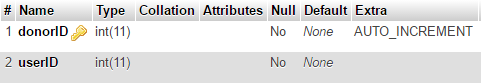 # Name Type Collation Attributes Null Default Extra
1 donorID int(11) No None AUTO_INCREMENT
2 userID int(11) No None